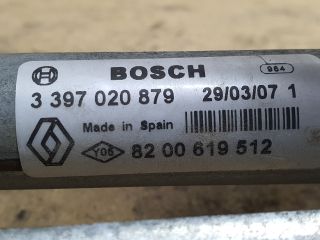 BOSCH 964
3 397 020 879 29/03/07 1
Made in Spain
Y06 82 00 619 512